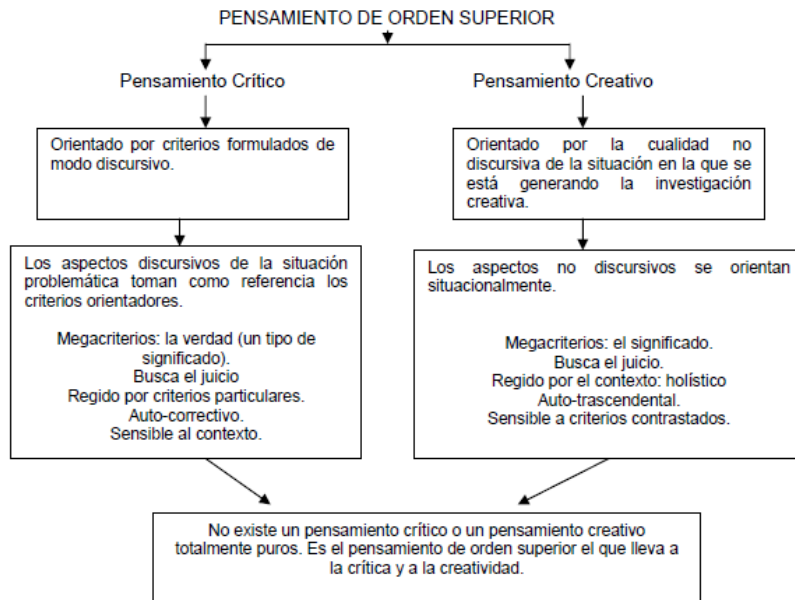 PENSAMIENTO DE ORDEN SUPERIOR
Pensamiento Crítico
Pensamiento Creativo
Orientado por criterios formulados de
modo discursivo.
Orientado por la cualidad no
discursiva de la situación en la que se
está generando la investigación
creativa.
Los aspectos discursivos de la situación
problemática toman como referencia los
criterios orientadores.
Megacriterios: la verdad (un tipo de
significado).
Busca el juicio
Regido por criterios particulares.
Auto-correctivo.
Sensible al contexto.
Los aspectos no discursivos se orientan
situacionalmente.
Megacriterios: el significado.
Busca el juicio.
Regido por el contexto: holístico
Auto-trascendental.
Sensible a criterios contrastados.
No existe un pensamiento crítico o un pensamiento creativo
totalmente puros. Es el pensamiento de orden superior el que lleva a
la crítica y a la creatividad.